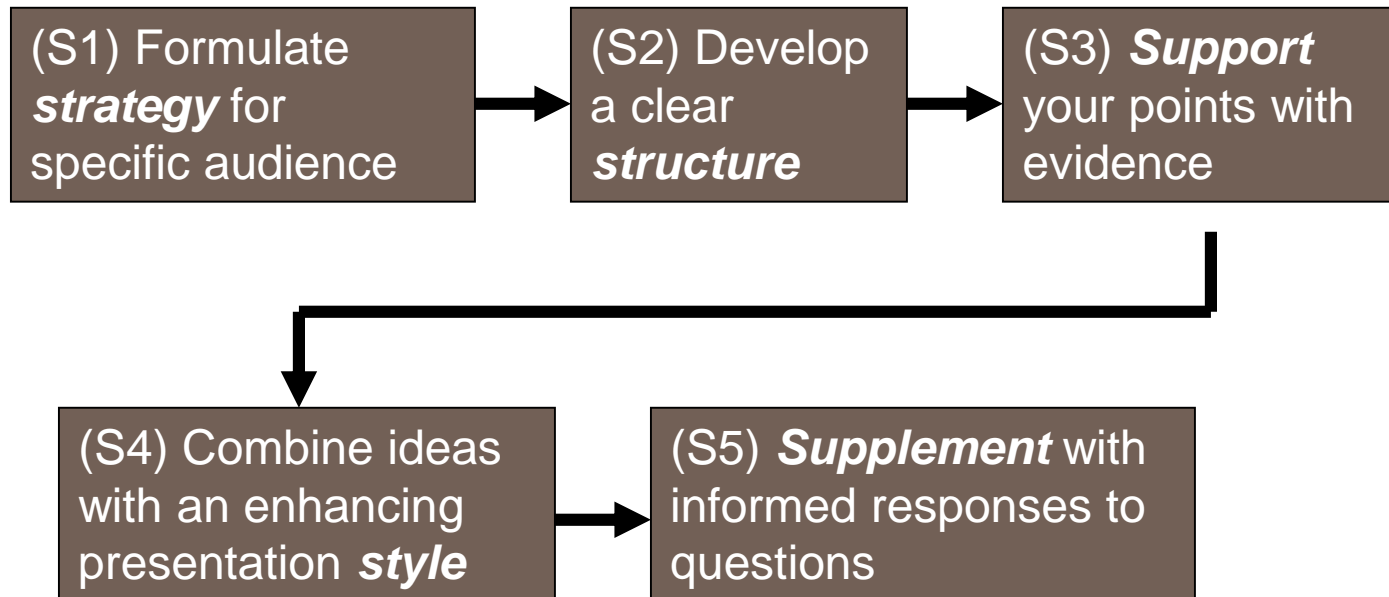 (S1) Formulate
strategy for
specific audience
(S2) Develop
a clear
structure
(S3) Support
your points with
evidence
(S4) Combine ideas
with an enhancing
presentation style
(S5) Supplement with
informed responses to
questions